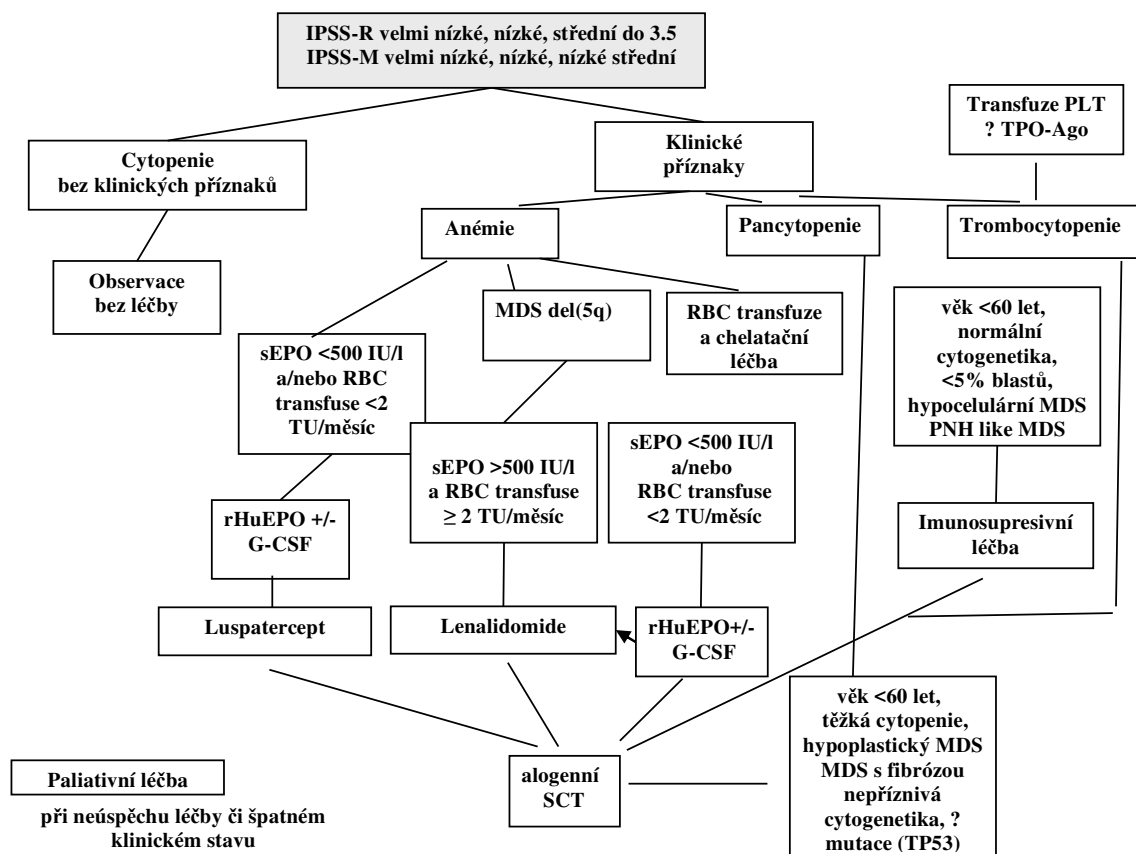 IPSS-R velmi nízké, nízké, střední do 3.5
IPSS-M velmi nízké, nízké, nízké střední
Transfuze PLT
? TPO-Ago
Klinické
příznaky
Cytopenie
bez klinických příznaků
Anémie
Pancytopenie
Trombocytopenie
Observace
bez léčby
MDS del(5q)
RBC transfuze
a chelatační
léčba
věk <60 let,
normální
cytogenetika,
<5% blastů,
hypocelulární MDS
PNH like MDS
sEPO <500 IU/l
a/nebo RBC
transfuse <2
TU/měsíc
sEPO >500 IU/l
a RBC transfuse
≥ 2 TU/měsíc
sEPO <500 IU/l
a/nebo
RBC transfuse
<2 TU/měsíc
rHuEPO +/-
G-CSF
Imunosupresivní
léčba
Luspatercept
Lenalidomide
rHuEPO+/-
G-CSF
věk <60 let,
těžká cytopenie,
hypoplastický MDS
MDS s fibrózou
nepříznivá
cytogenetika, ?
mutace (TP53)
alogenní
SCT
Paliativní léčba
při neúspěchu léčby či špatném
klinickém stavu